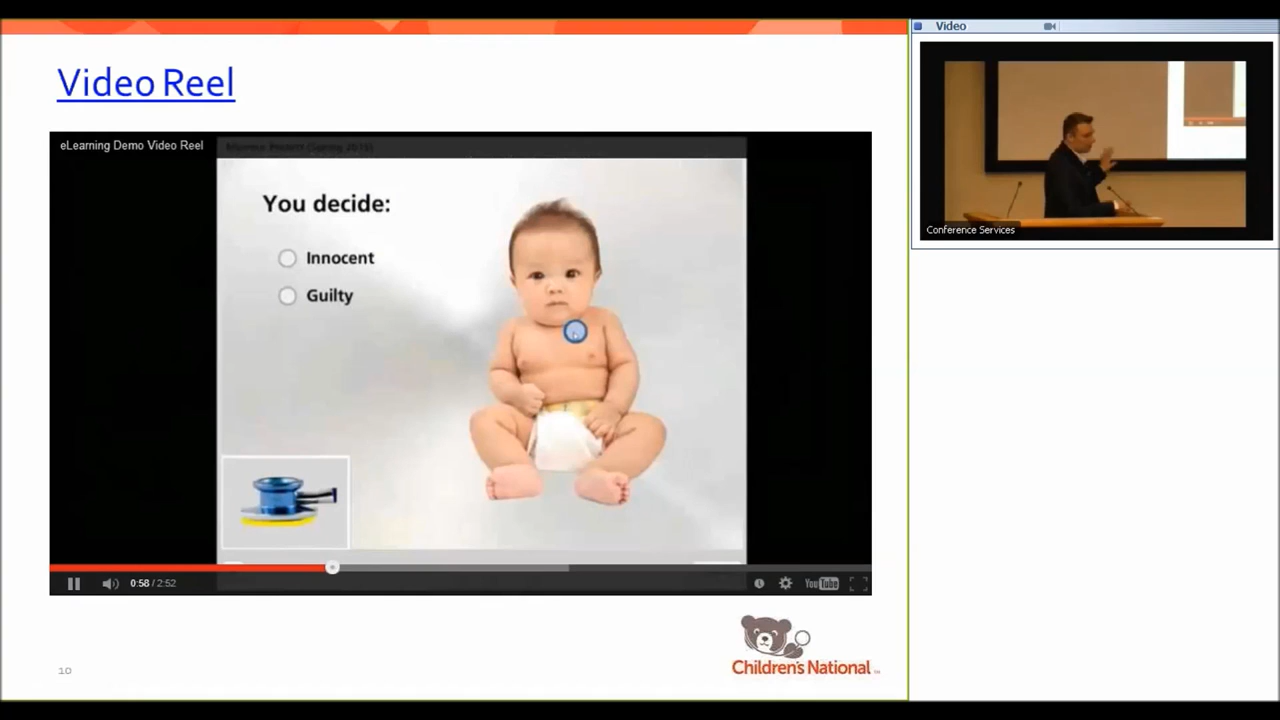 Video Reel
eLearning Demo Video Reel
You decide:
Innocent
Guilty
0:58 / 2:52
YouTube
10
Children's National
TM
Video
Conference Services